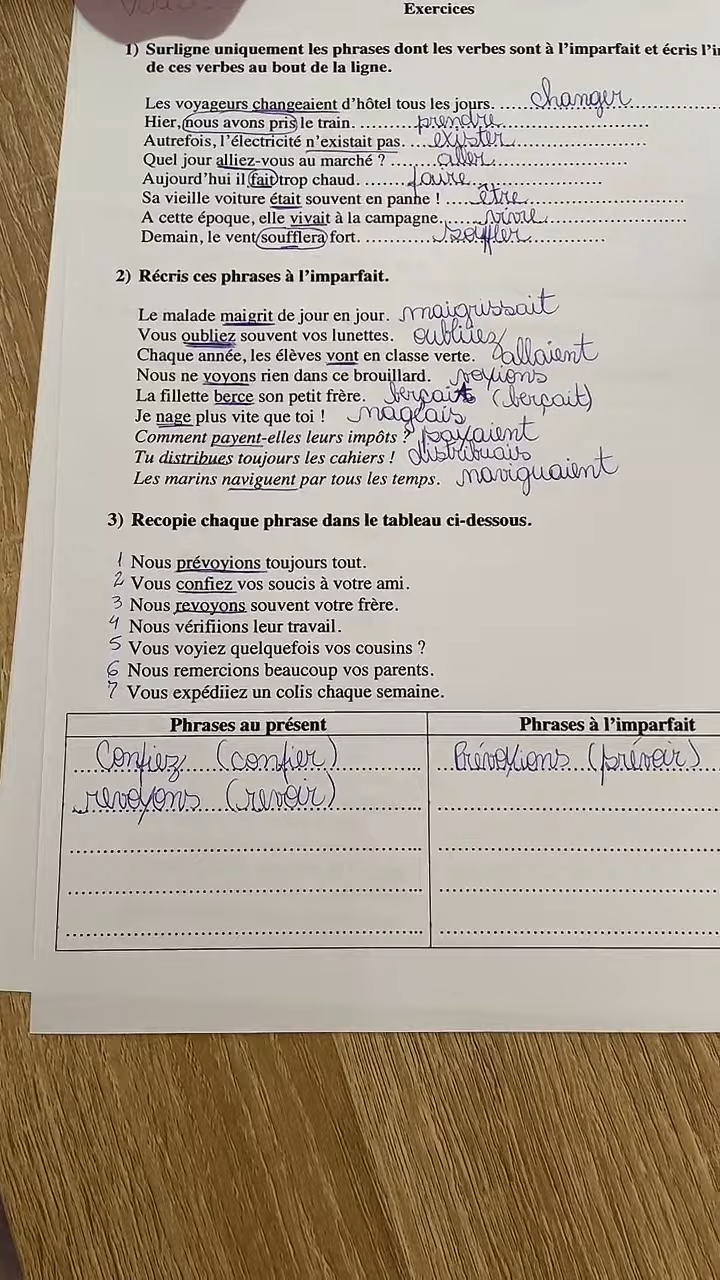 Exercices
1) Surligne uniquement les phrases dont les verbes sont à l'imparfait et écris l'i
de ces verbes au bout de la ligne.
Les voyageurs changeaient d'hôtel tous les jours. changer
Hier, nous avons pris le train. prendre
Autrefois, l'électricité n'existait pas. exister
Quel jour alliez-vous au marché ? aller
Aujourd'hui il fait trop chaud. faire
Sa vieille voiture était souvent en panne ! être
A cette époque, elle vivait à la campagne. vivre
Demain, le vent soufflera fort. souffler
2) Récris ces phrases à l'imparfait.
Le malade maigrit de jour en jour. maigrissait
Vous oubliez souvent vos lunettes. oubliiez
Chaque année, les élèves vont en classe verte. allaient
Nous ne voyons rien dans ce brouillard. voyions
La fillette berce son petit frère. berçait (berçait)
Je nage plus vite que toi ! nageais
Comment payent-elles leurs impôts ? payaient
Tu distribues toujours les cahiers ! distribuais
Les marins naviguent par tous les temps. naviguaient
3) Recopie chaque phrase dans le tableau ci-dessous.
1 Nous prévoyions toujours tout.
2 Vous confiez vos soucis à votre ami.
3 Nous revoyons souvent votre frère.
4 Nous vérifiions leur travail.
5 Vous voyiez quelquefois vos cousins ?
6 Nous remercions beaucoup vos parents.
7 Vous expédiiez un colis chaque semaine.
Phrases au présent Phrases à l'imparfait
Confiez (confier) Prévoyions (prévoir)
revoyons (revoir)